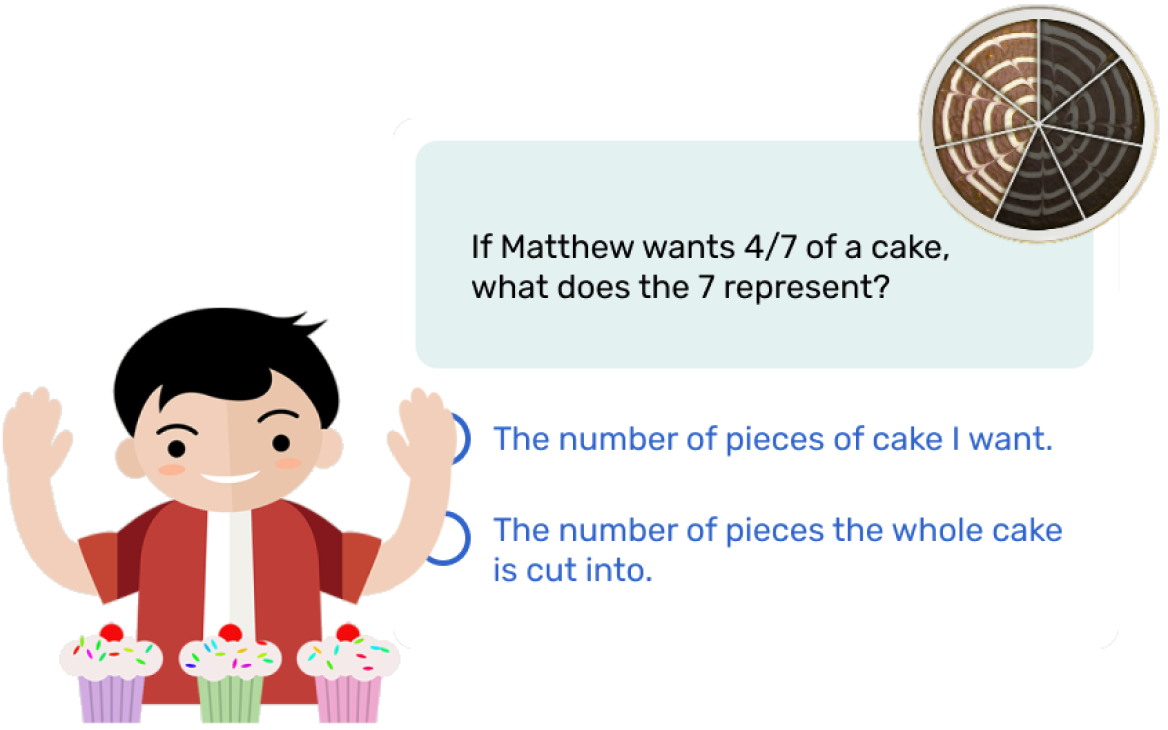 If Matthew wants 4/7 of a cake,
what does the 7 represent?
The number of pieces of cake I want.
The number of pieces the whole cake
is cut into.